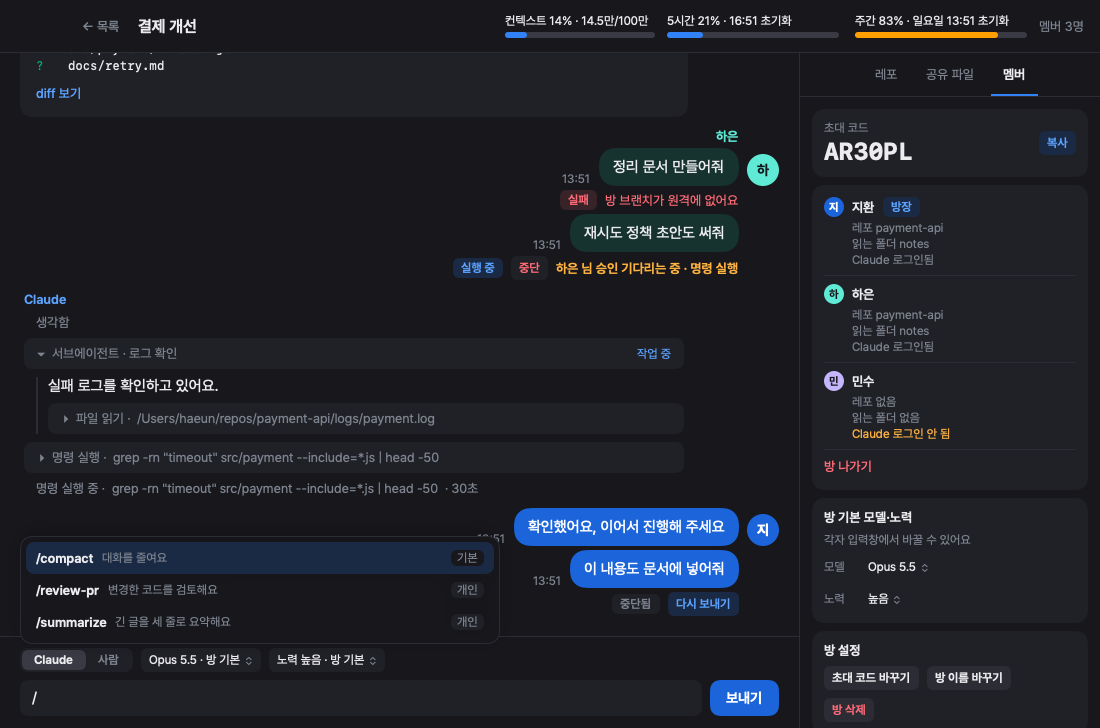 ← 목록
결제 개선
컨텍스트 14% · 14.5만/100만
5시간 21% · 16:51 초기화
주간 83% · 일요일 13:51 초기화
멤버 3명
? docs/retry.md
diff 보기
하은
정리 문서 만들어줘
하
13:51
실패 방 브랜치가 원격에 없어요
재시도 정책 초안도 써줘
13:51
실행 중 중단 하은 님 승인 기다리는 중 · 명령 실행
Claude
생각함
서브에이전트 · 로그 확인 작업 중
실패 로그를 확인하고 있어요.
파일 읽기 · /Users/haeun/repos/payment-api/logs/payment.log
명령 실행 · grep -rn "timeout" src/payment --include=*.js | head -50
명령 실행 중 · grep -rn "timeout" src/payment --include=*.js | head -50 · 30초
확인했어요, 이어서 진행해 주세요
지
이 내용도 문서에 넣어줘
13:51
중단됨 다시 보내기
/compact 대화를 줄여요 기본
/review-pr 변경한 코드를 검토해요 개인
/summarize 긴 글을 세 줄로 요약해요 개인
Claude 사람 Opus 5.5 · 방 기본 노력 높음 · 방 기본
/
보내기
레포 공유 파일 멤버
초대 코드
AR30PL
복사
지 지환 방장
레포 payment-api
읽는 폴더 notes
Claude 로그인됨
하 하은
레포 payment-api
읽는 폴더 notes
Claude 로그인됨
민 민수
레포 없음
읽는 폴더 없음
Claude 로그인 안 됨
방 나가기
방 기본 모델·노력
각자 입력창에서 바꿀 수 있어요
모델 Opus 5.5
노력 높음
방 설정
초대 코드 바꾸기 방 이름 바꾸기
방 삭제